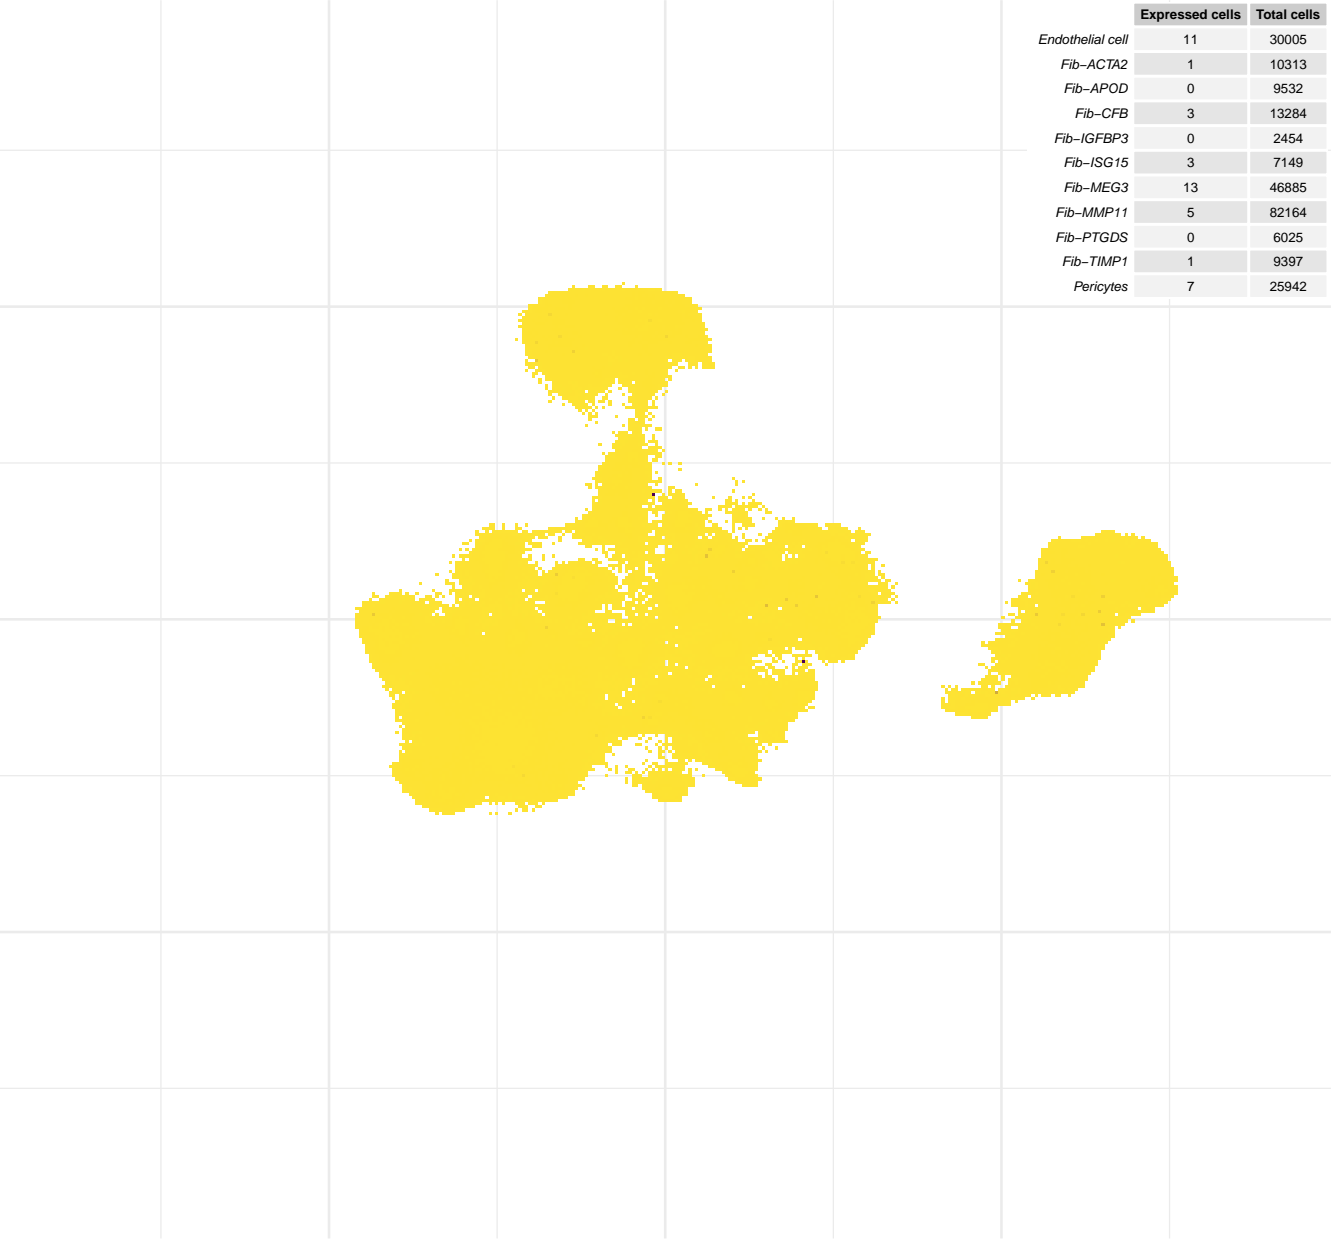 Expressed cells Total cells
Endothelial cell 11 30005
Fib−ACTA2 1 10313
Fib−APOD 0 9532
Fib−CFB 3 13284
Fib−IGFBP3 0 2454
Fib−ISG15 3 7149
Fib−MEG3 13 46885
Fib−MMP11 5 82164
Fib−PTGDS 0 6025
Fib−TIMP1 1 9397
Pericytes 7 25942